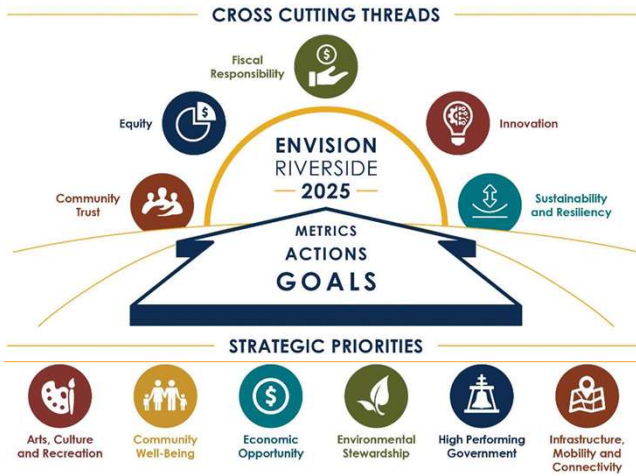 CROSS CUTTING THREADS
Fiscal
Responsibility
$
Equity
$
Innovation
ENVISION
RIVERSIDE
2025
Community
Trust
Sustainability
and Resiliency
METRICS
ACTIONS
GOALS
STRATEGIC PRIORITIES
$
Arts, Culture
and Recreation
Community
Well-Being
Economic
Opportunity
Environmental
Stewardship
High Performing
Government
Infrastructure,
Mobility and
Connectivity